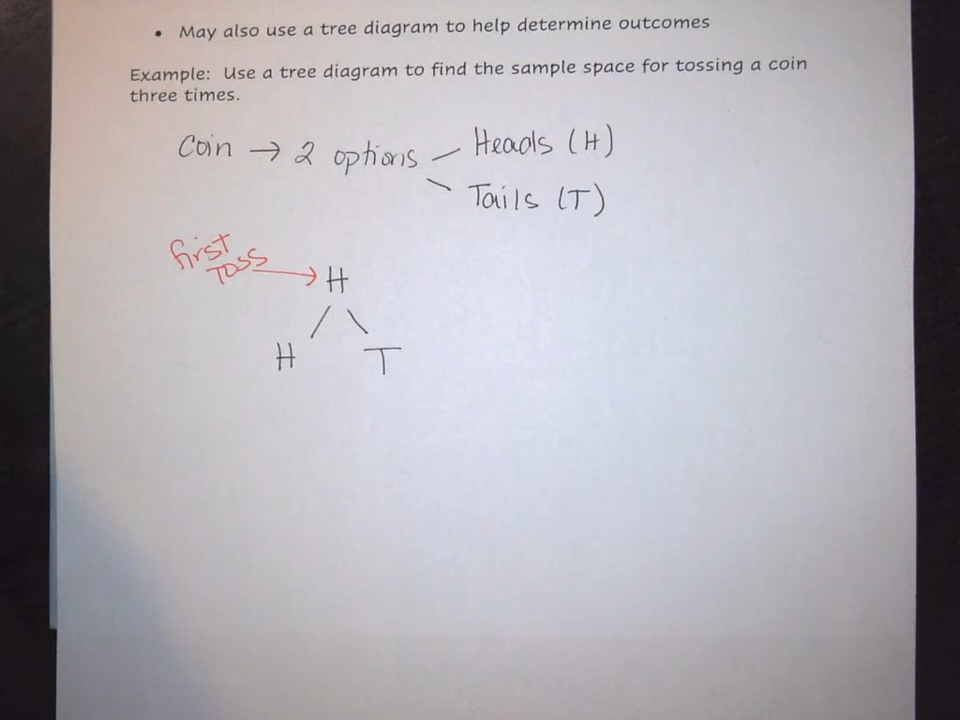 • May also use a tree diagram to help determine outcomes
Example: Use a tree diagram to find the sample space for tossing a coin
three times.
Coin → 2 options
Heads (H)
Tails (T)
first
Toss → H
H T